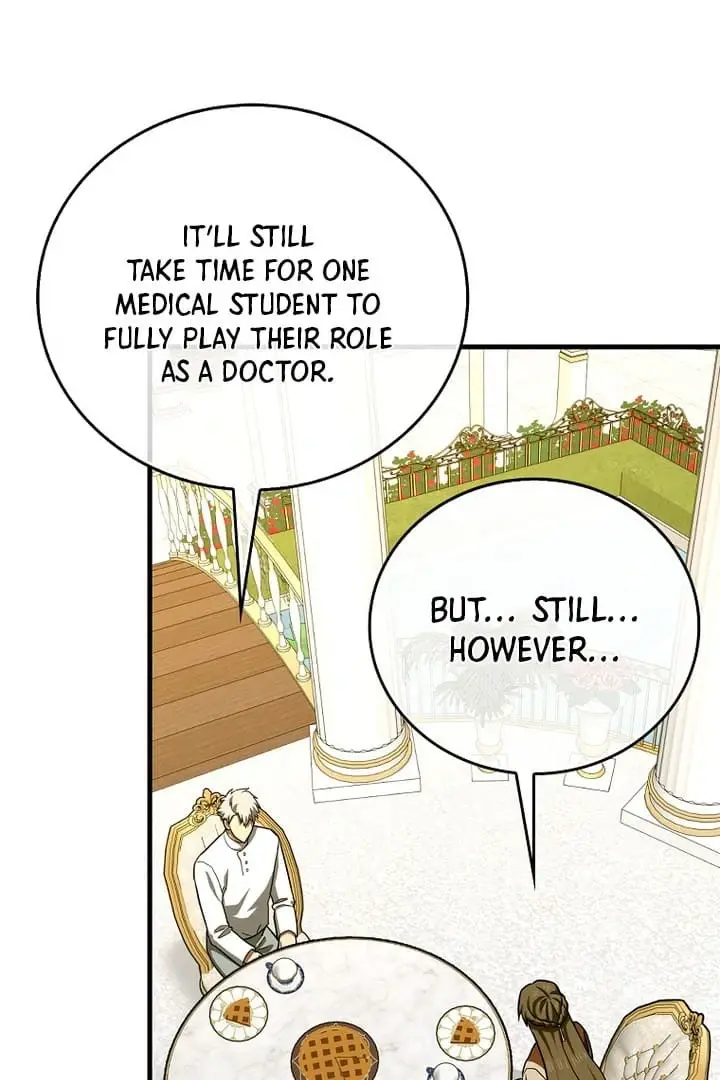 IT'LL STILL
TAKE TIME FOR ONE
MEDICAL STUDENT TO
FULLY PLAY THEIR ROLE
AS A DOCTOR.
BUT... STILL...
HOWEVER...